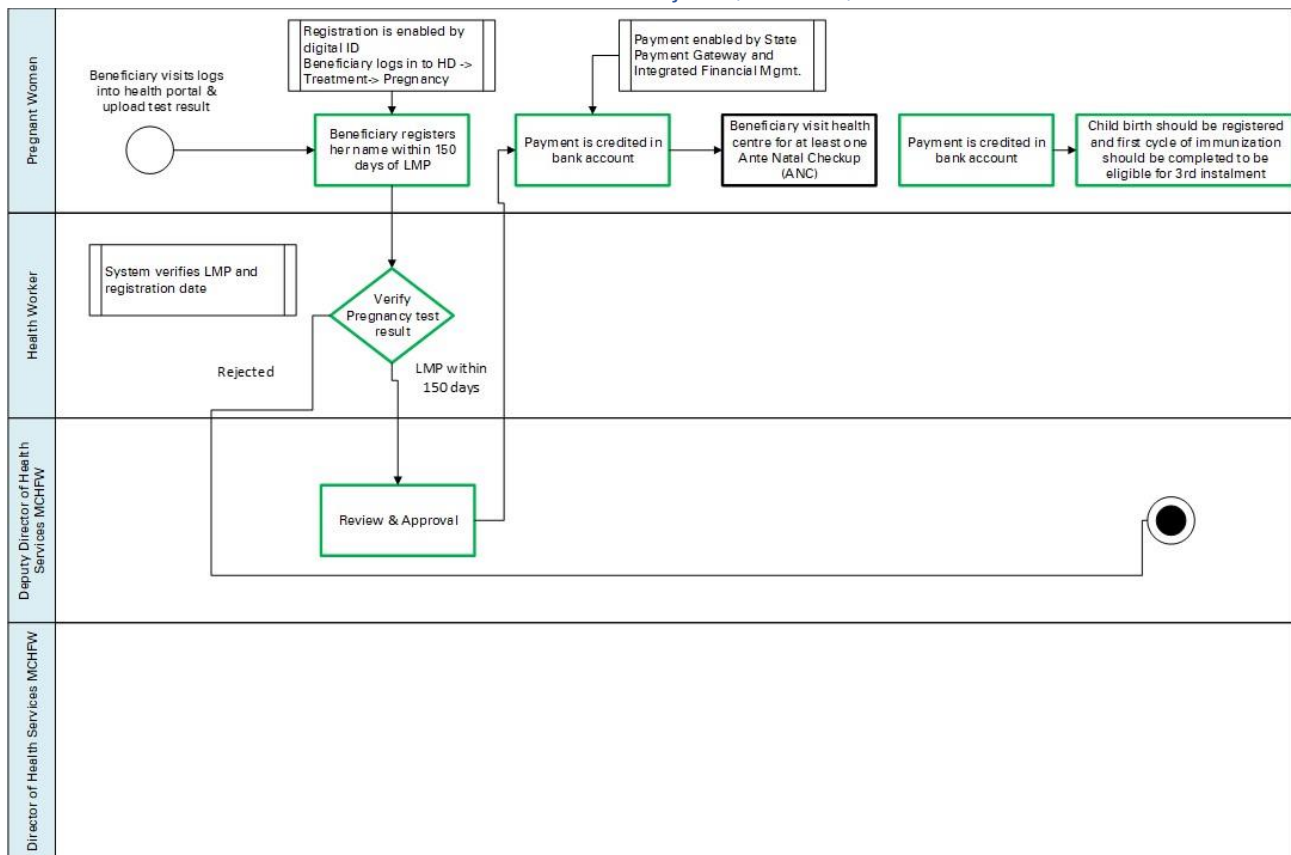 Registration is enabled by
digital ID
Beneficiary logs in to HD ->
Treatment-> Pregnancy
Payment enabled by State
Payment Gateway and
Integrated Financial Mgmt.
Beneficiary visits logs
into health portal &
upload test result
Beneficiary registers
her name within 150
days of LMP
Payment is credited in
bank account
Beneficiary visit health
centre for at least one
Ante Natal Checkup
(ANC)
Payment is credited in
bank account
Child birth should be registered
and first cycle of immunization
should be completed to be
eligible for 3rd instalment
Pregnant Women
System verifies LMP and
registration date
Verify
Pregnancy test
result
Rejected
LMP within
150 days
Health Worker
Review & Approval
Deputy Director of Health
Services MCHFW
Director of Health Services MCHFW